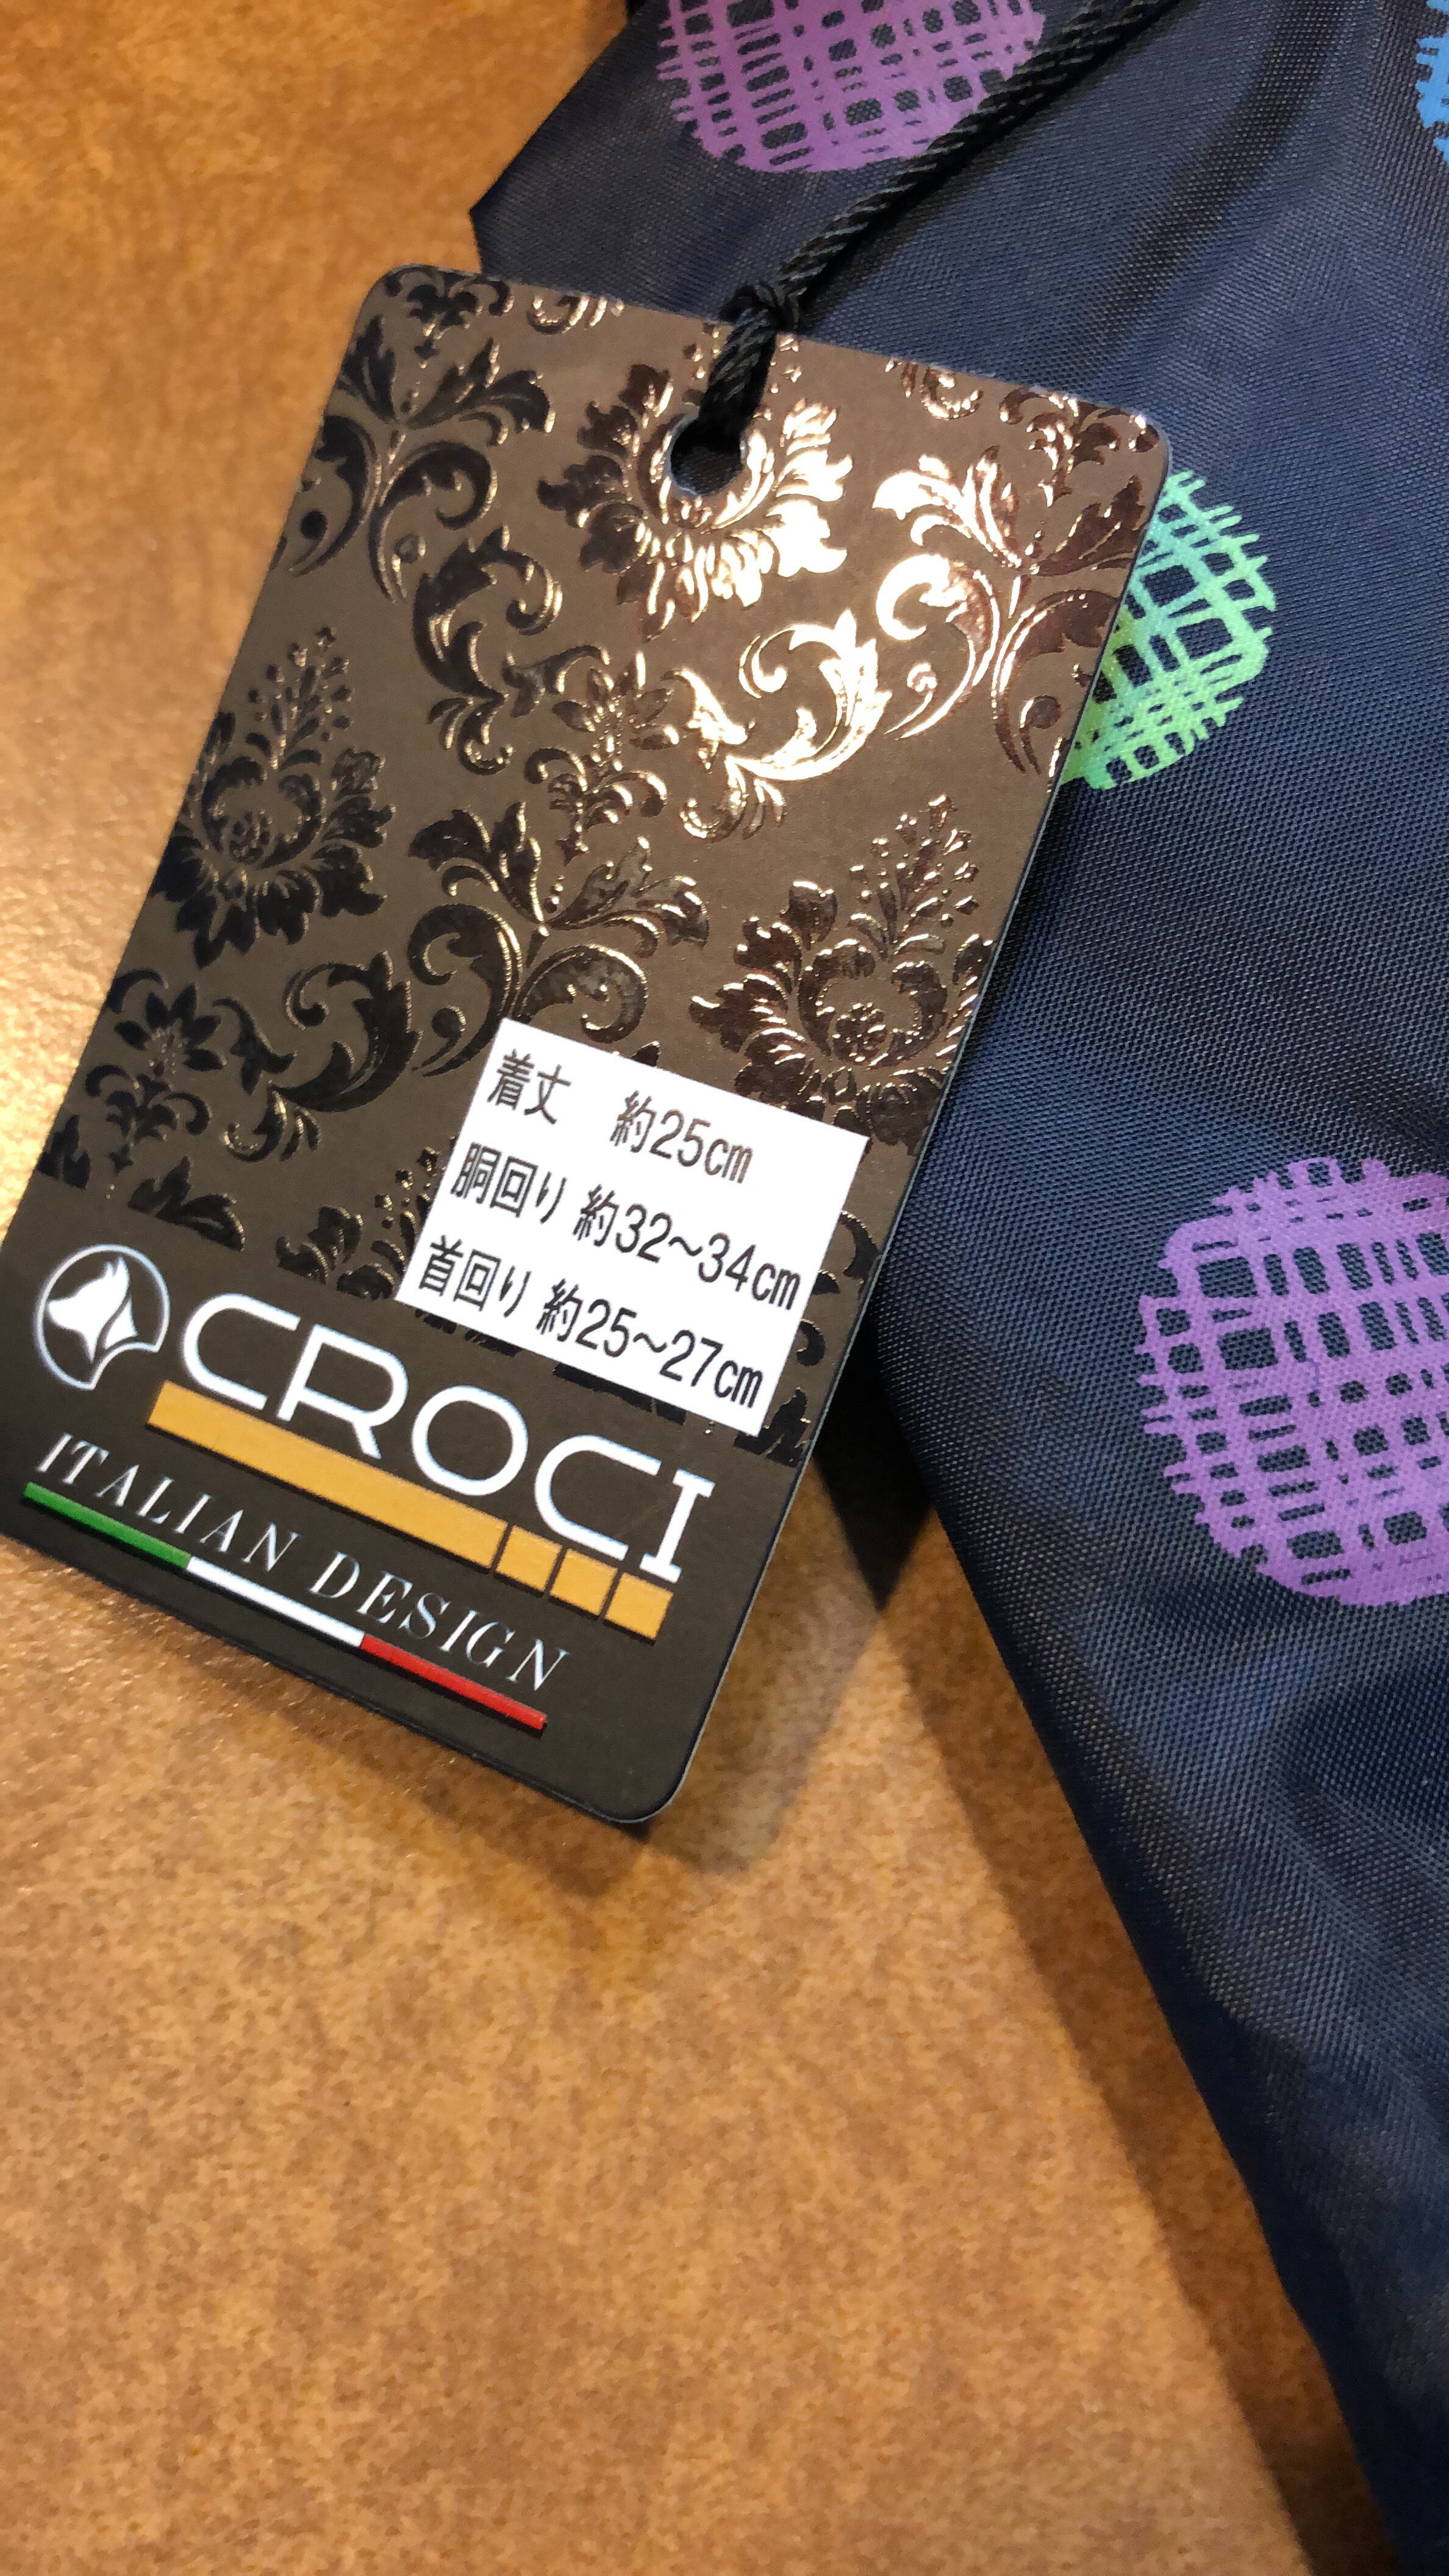 着丈　約25cm
胴回り 約32~34cm
首回り 約25~27cm
CROCI
ITALIAN DESIGN